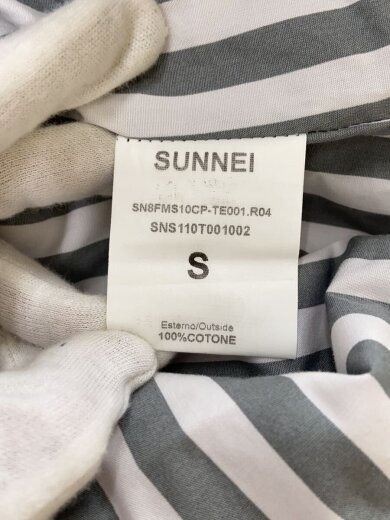 SUNNEI
SN8FMS10CP-TE001.R04
SNS110T001002
S
Esterno/Outside
100%COTONE